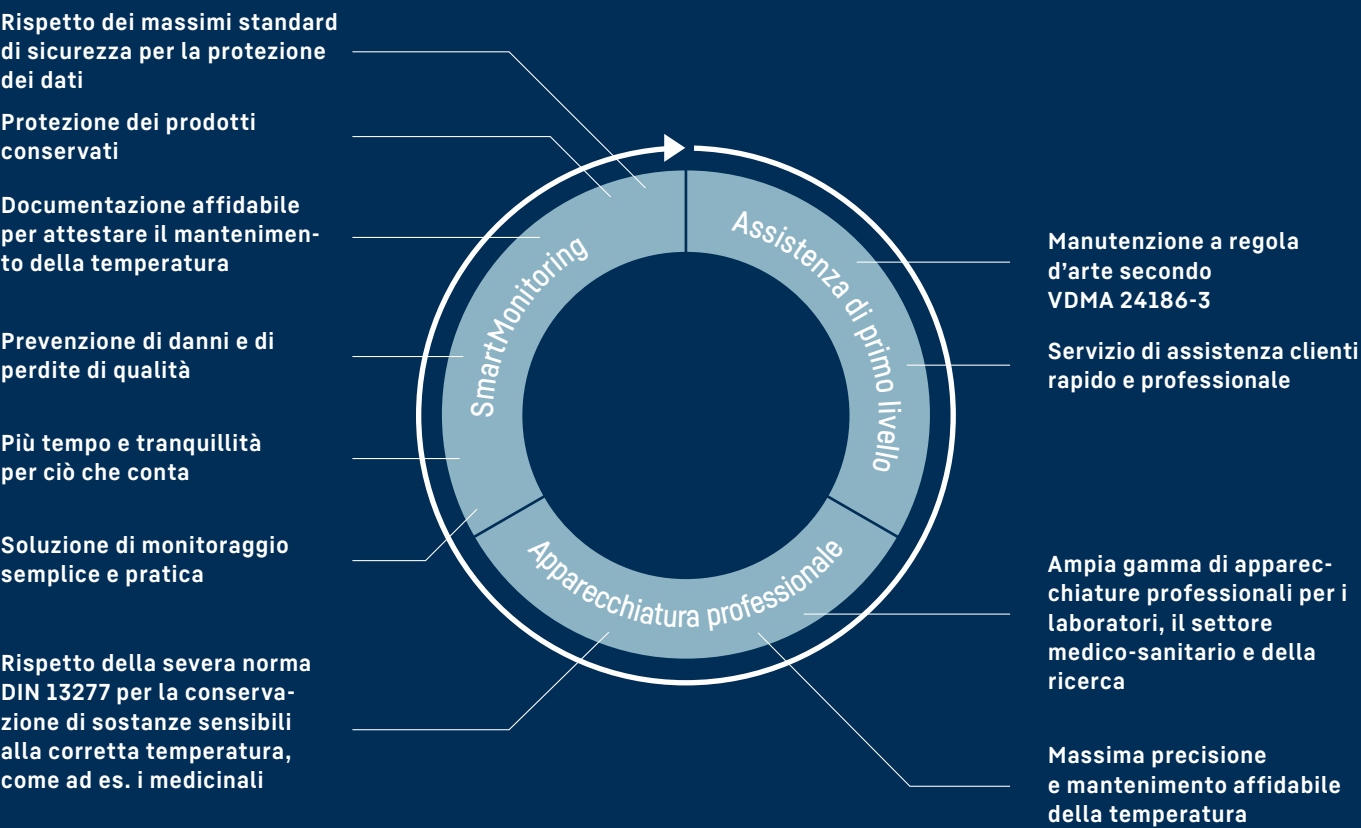 Rispetto dei massimi standard
di sicurezza per la protezione
dei dati
Protezione dei prodotti
conservati
Documentazione affidabile
per attestare il mantenimen-
to della temperatura
Prevenzione di danni e di
perdite di qualità
Più tempo e tranquillità
per ciò che conta
Soluzione di monitoraggio
semplice e pratica
Rispetto della severa norma
DIN 13277 per la conserva-
zione di sostanze sensibili
alla corretta temperatura,
come ad es. i medicinali
SmartMonitoring
Assistenza di primo livello
Apparecchiatura professionale
Manutenzione a regola
d’arte secondo
VDMA 24186-3
Servizio di assistenza clienti
rapido e professionale
Ampia gamma di apparec-
chiature professionali per i
laboratori, il settore
medico-sanitario e della
ricerca
Massima precisione
e mantenimento affidabile
della temperatura